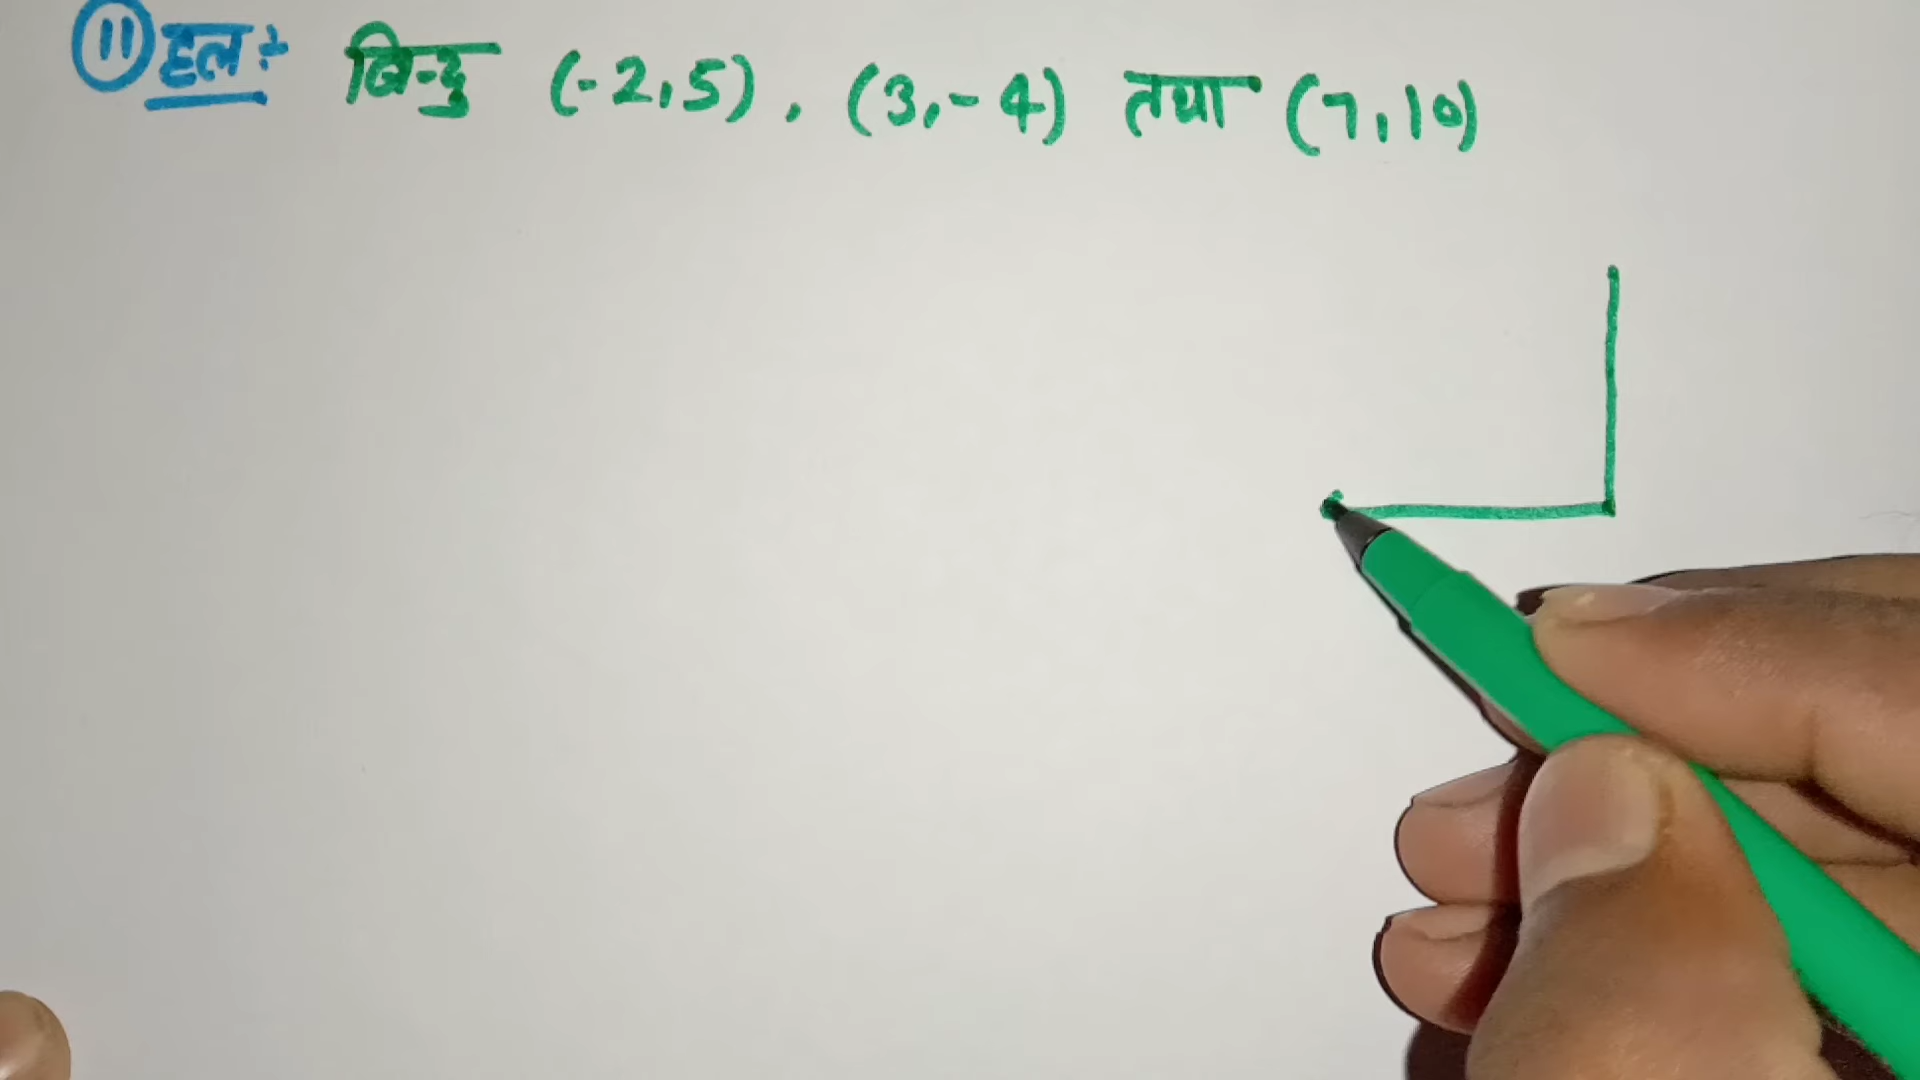 11 हल ÷ बिन्दु (-2,5), (3,-4) तथा (7,10)